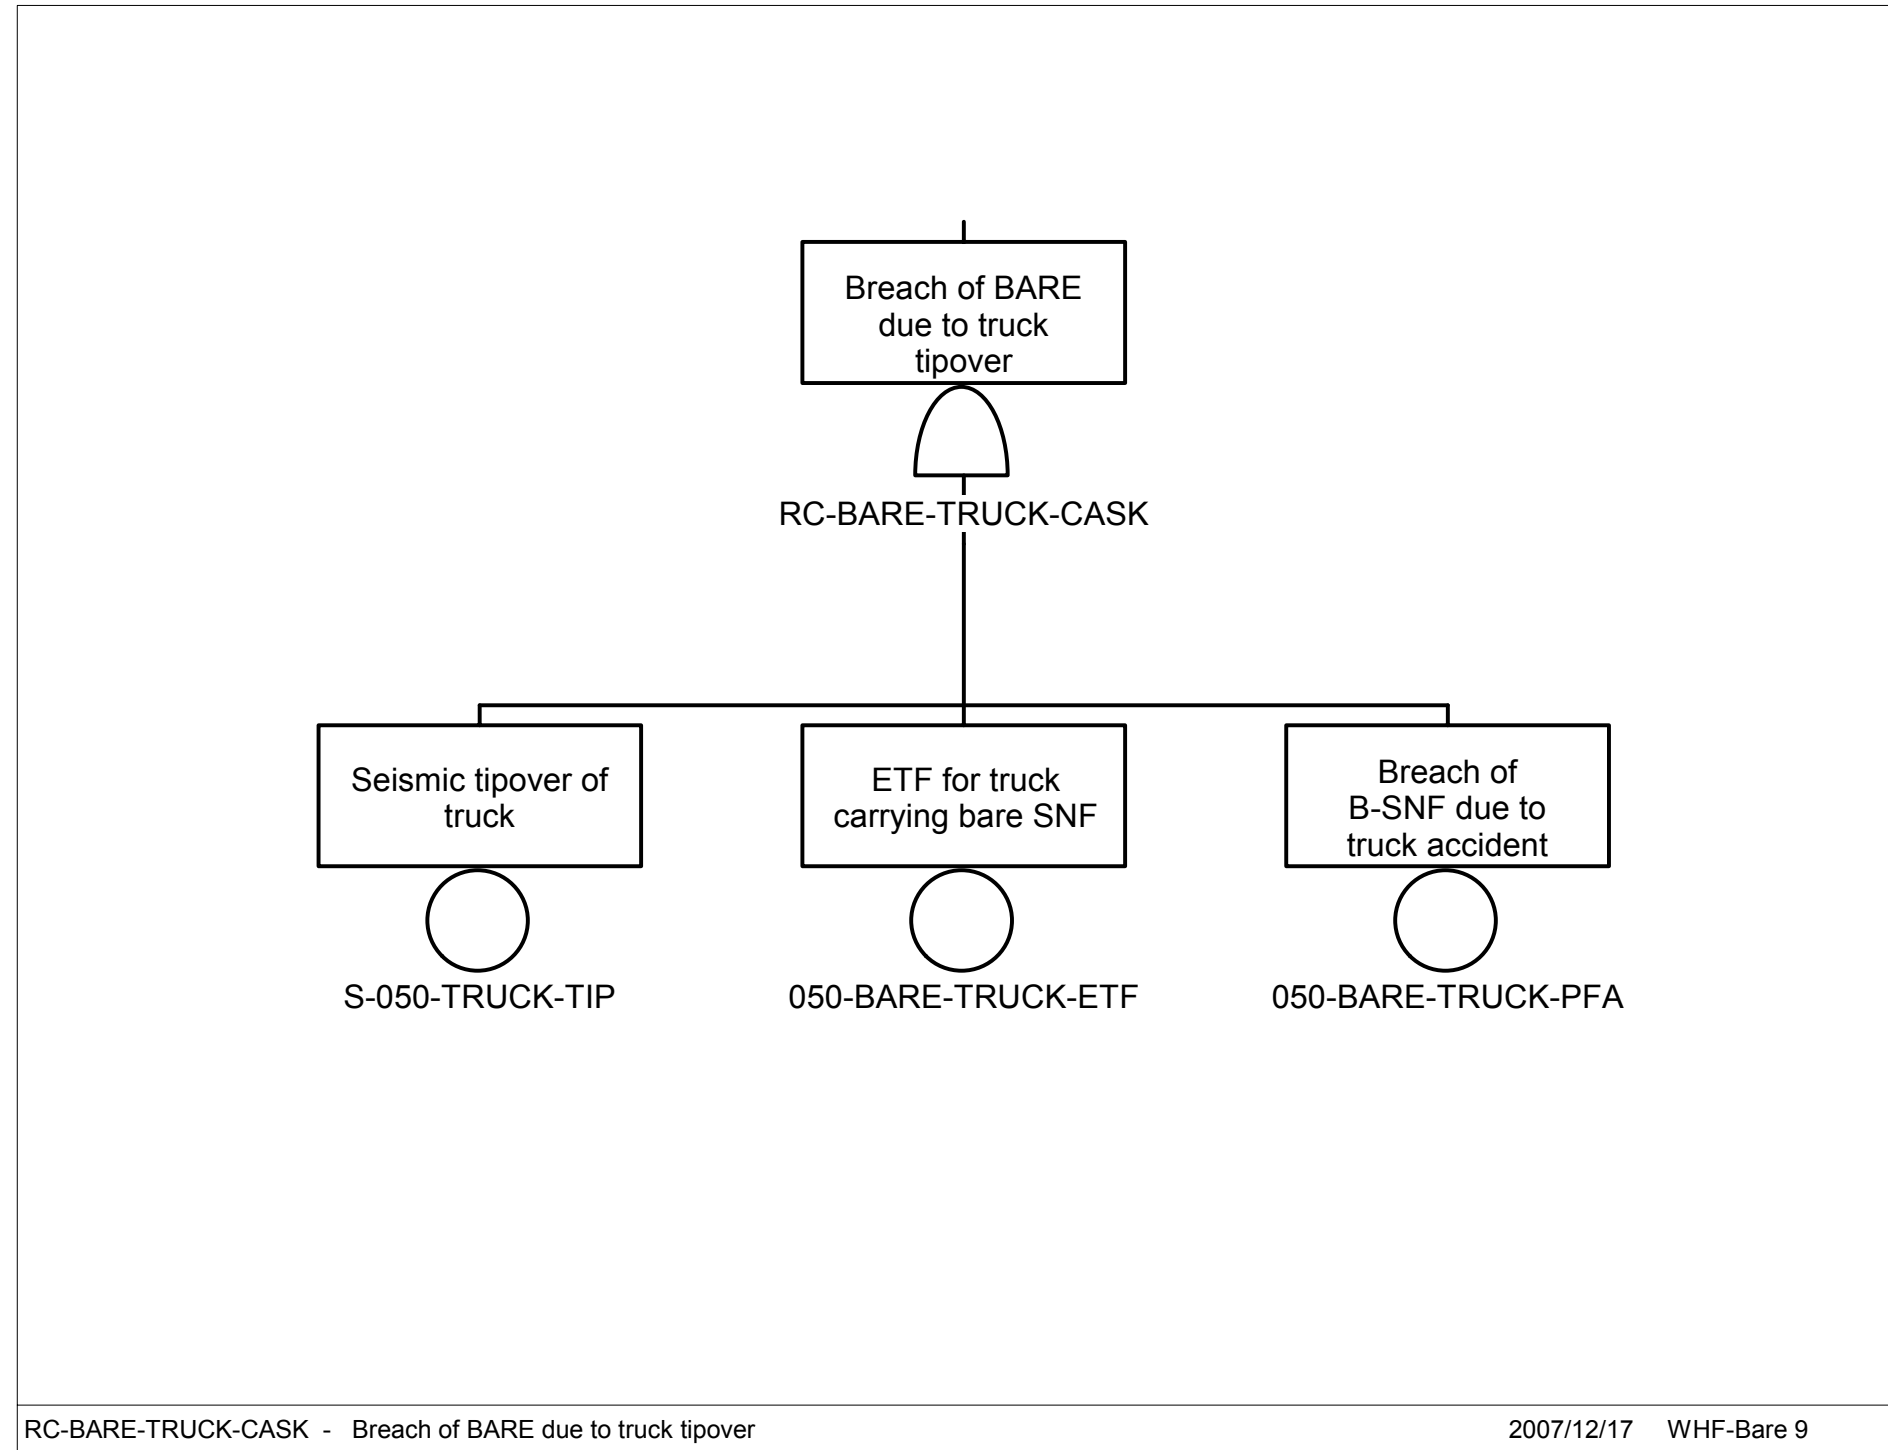 Breach of BARE
due to truck
tipover
RC-BARE-TRUCK-CASK
Seismic tipover of
truck
S-050-TRUCK-TIP
ETF for truck
carrying bare SNF
050-BARE-TRUCK-ETF
Breach of
B-SNF due to
truck accident
050-BARE-TRUCK-PFA
RC-BARE-TRUCK-CASK - Breach of BARE due to truck tipover
2007/12/17 WHF-Bare 9